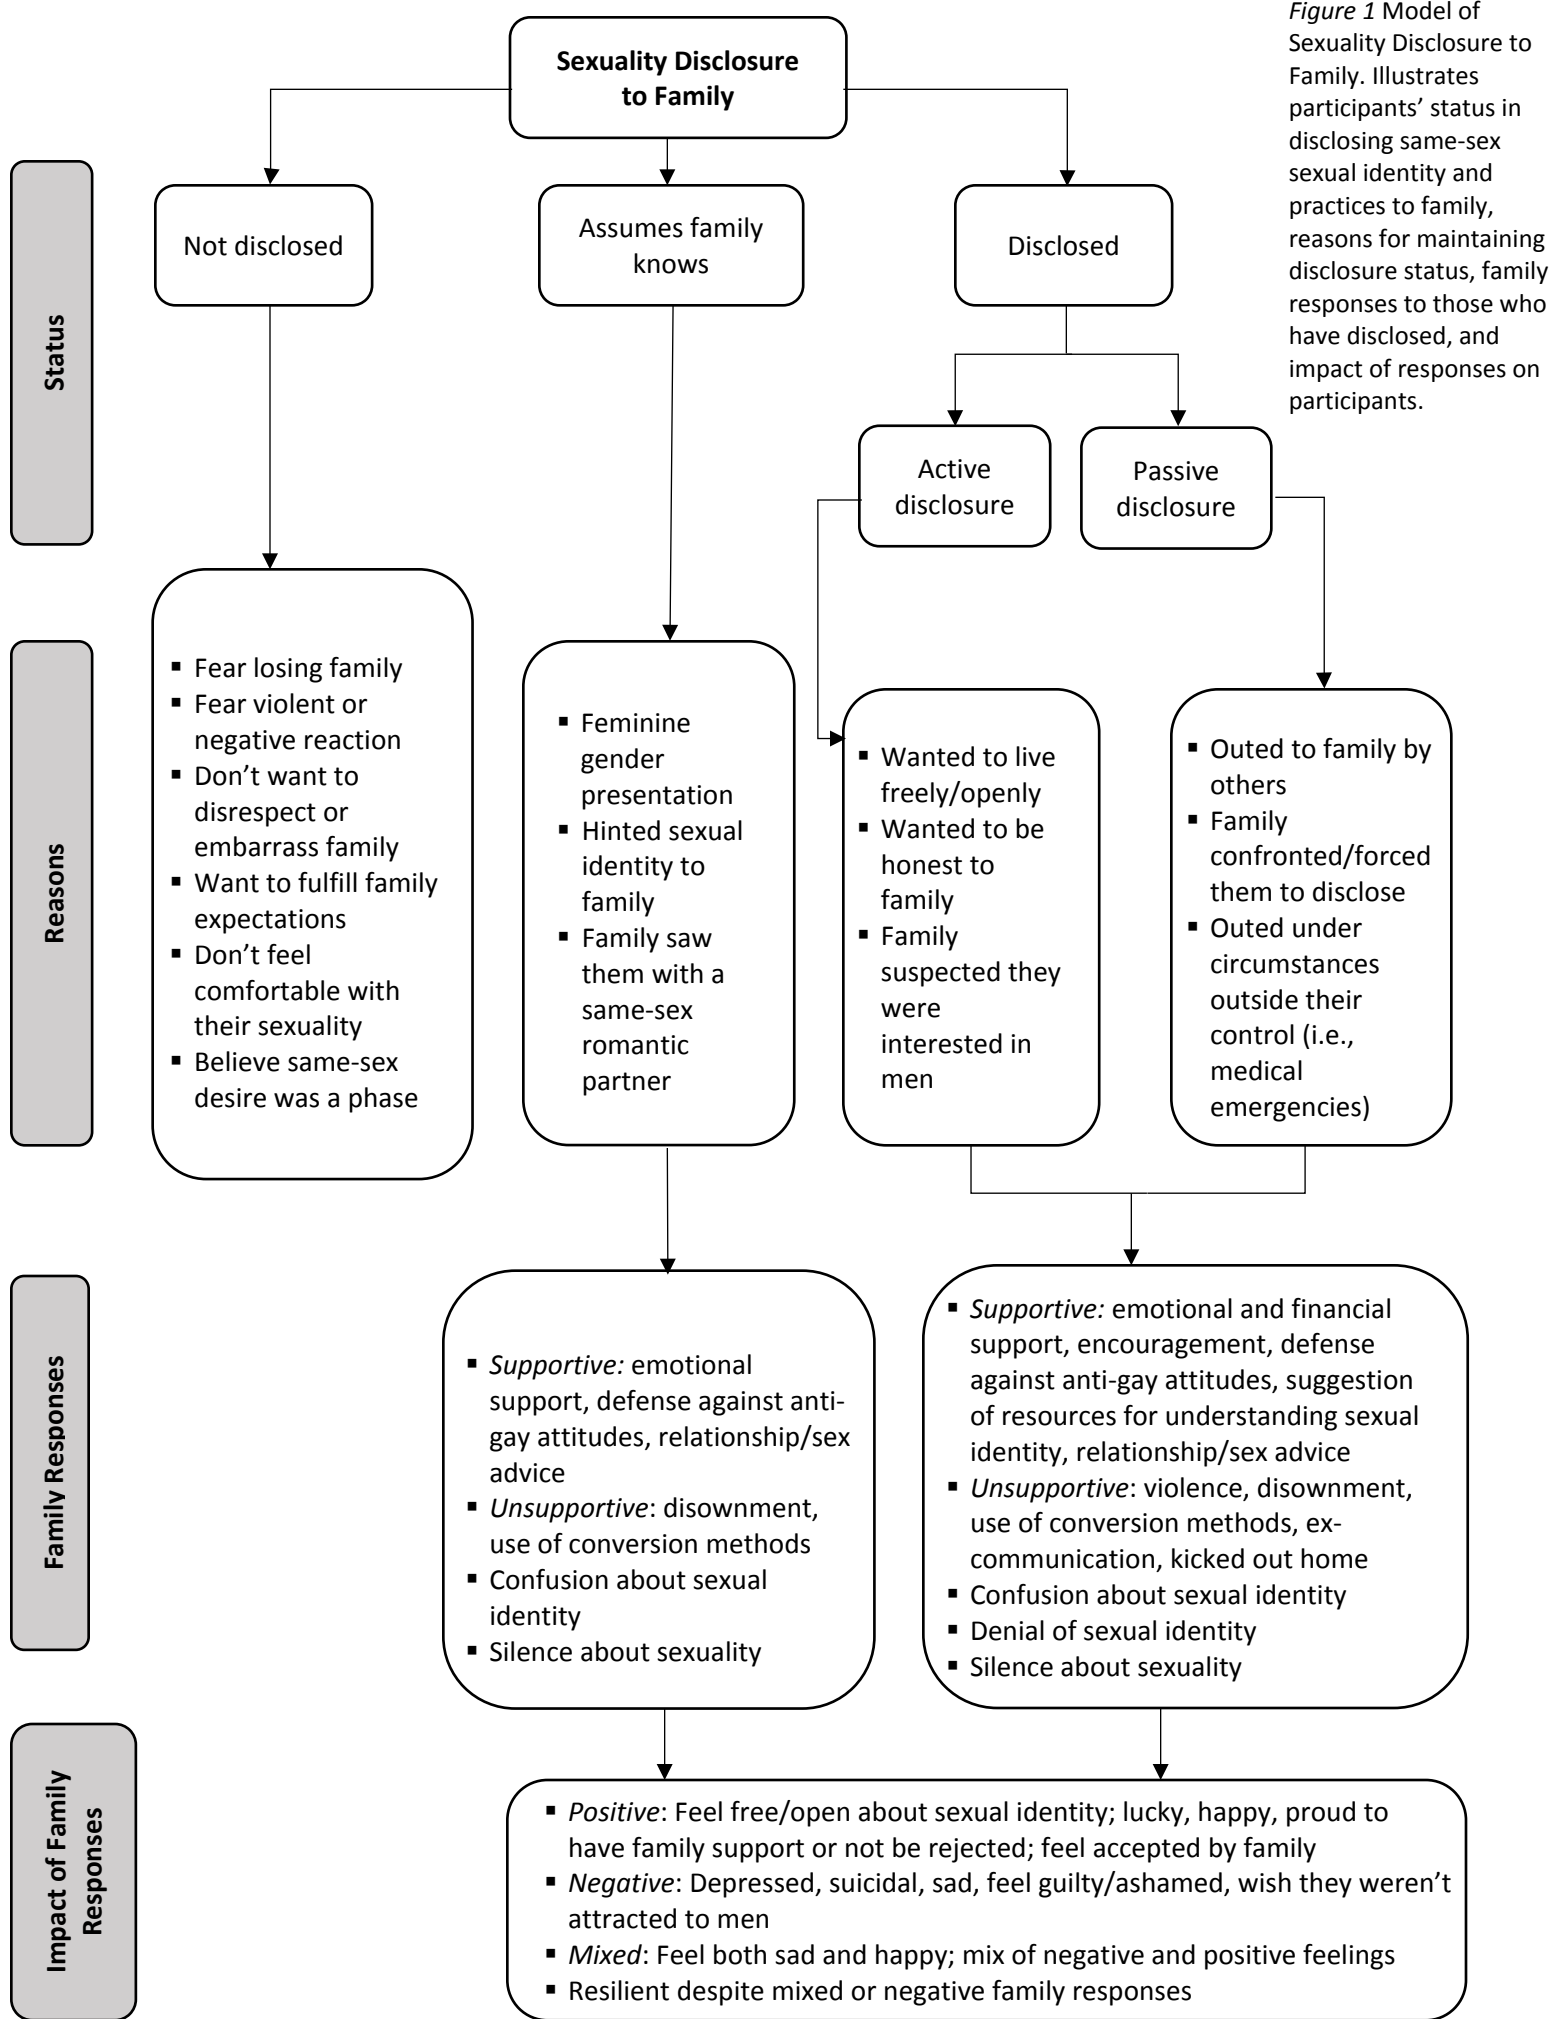 Figure 1 Model of
Sexuality Disclosure to
Family. Illustrates
participants’ status in
disclosing same-sex
sexual identity and
practices to family,
reasons for maintaining
disclosure status, family
responses to those who
have disclosed, and
impact of responses on
participants.
Sexuality Disclosure
to Family
Status
Not disclosed
Assumes family
knows
Disclosed
Active
disclosure
Passive
disclosure
Reasons
▪ Fear losing family
▪ Fear violent or
negative reaction
▪ Don’t want to
disrespect or
embarrass family
▪ Want to fulfill family
expectations
▪ Don’t feel
comfortable with
their sexuality
▪ Believe same-sex
desire was a phase
▪ Feminine
gender
presentation
▪ Hinted sexual
identity to
family
▪ Family saw
them with a
same-sex
romantic
partner
▪ Wanted to live
freely/openly
▪ Wanted to be
honest to
family
▪ Family
suspected they
were
interested in
men
▪ Outed to family by
others
▪ Family
confronted/forced
them to disclose
▪ Outed under
circumstances
outside their
control (i.e.,
medical
emergencies)
Family Responses
▪ Supportive: emotional
support, defense against anti-
gay attitudes, relationship/sex
advice
▪ Unsupportive: disownment,
use of conversion methods
▪ Confusion about sexual
identity
▪ Silence about sexuality
▪ Supportive: emotional and financial
support, encouragement, defense
against anti-gay attitudes, suggestion
of resources for understanding sexual
identity, relationship/sex advice
▪ Unsupportive: violence, disownment,
use of conversion methods, ex-
communication, kicked out home
▪ Confusion about sexual identity
▪ Denial of sexual identity
▪ Silence about sexuality
Impact of Family
Responses
▪ Positive: Feel free/open about sexual identity; lucky, happy, proud to
have family support or not be rejected; feel accepted by family
▪ Negative: Depressed, suicidal, sad, feel guilty/ashamed, wish they weren’t
attracted to men
▪ Mixed: Feel both sad and happy; mix of negative and positive feelings
▪ Resilient despite mixed or negative family responses